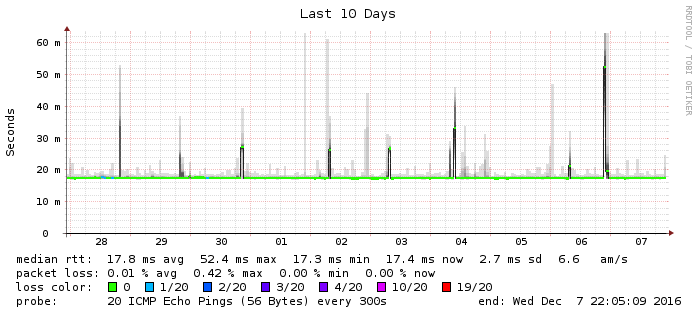 Last 10 Days
RRDTOOL / TOBI OETIKER
Seconds
60 m
50 m
40 m
30 m
20 m
10 m
0
28 29 30 01 02 03 04 05 06 07
median rtt: 17.8 ms avg 52.4 ms max 17.3 ms min 17.4 ms now 2.7 ms sd 6.6 am/s
packet loss: 0.01 % avg 0.42 % max 0.00 % min 0.00 % now
loss color: 0 1/20 2/20 3/20 4/20 10/20 19/20
probe: 20 ICMP Echo Pings (56 Bytes) every 300s end: Wed Dec 7 22:05:09 2016